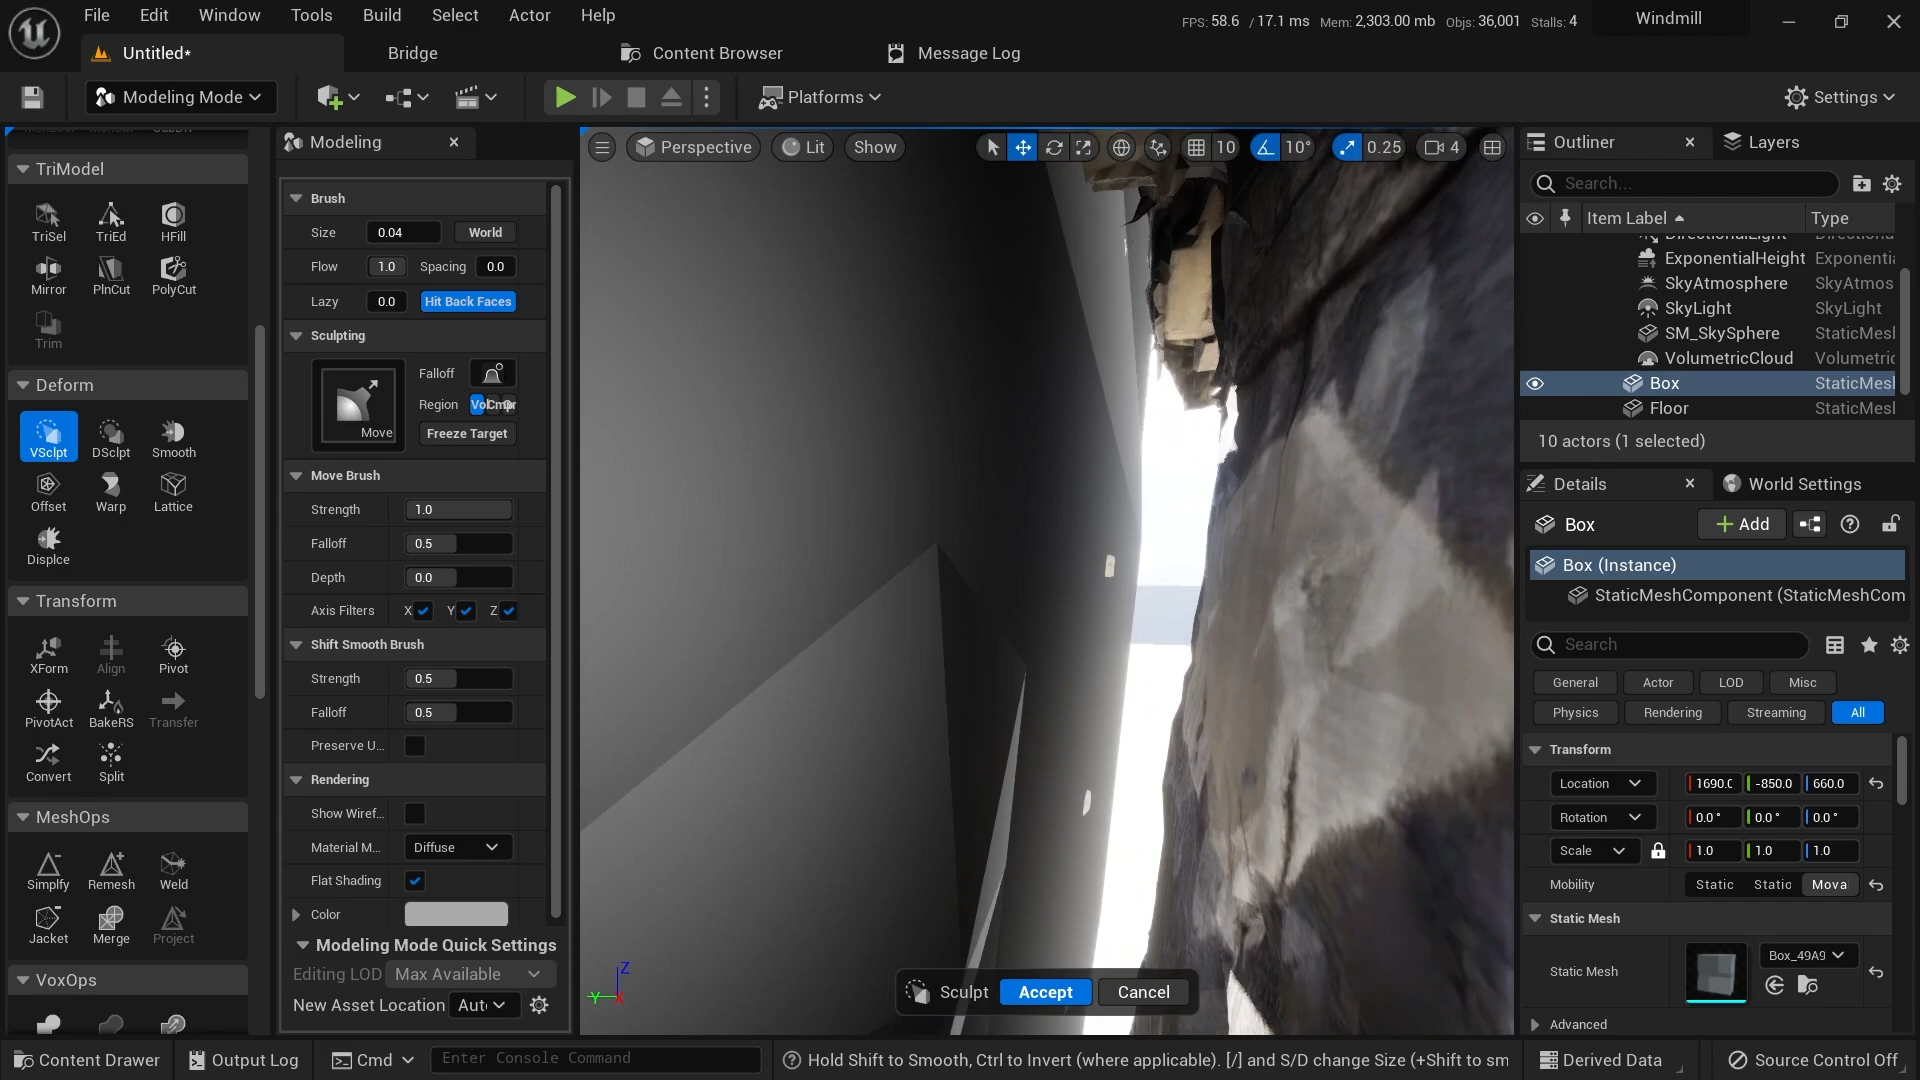 File Edit Window Tools Build Select Actor Help
FPS: 58.6 / 17.1 ms Mem: 2,303.00 mb Objs: 36,001 Stalls: 4
Windmill
Untitled*
Bridge
Content Browser
Message Log
Modeling Mode
Platforms
Settings
TriModel
TriSel TriEd HFill
Mirror PlnCut PolyCut
Trim
Deform
VSclpt DSclpt Smooth
Offset Warp Lattice
Displce
Transform
XForm Align Pivot
PivotAct BakeRS Transfer
Convert Split
MeshOps
Simplfy Remesh Weld
Jacket Merge Project
VoxOps
Modeling
Brush
Size 0.04 World
Flow 1.0 Spacing 0.0
Lazy 0.0 Hit Back Faces
Sculpting
Move
Falloff
Region
Freeze Target
Move Brush
Strength 1.0
Falloff 0.5
Depth 0.0
Axis Filters X Y Z
Shift Smooth Brush
Strength 0.5
Falloff 0.5
Preserve U...
Rendering
Show Wiref...
Material M... Diffuse
Flat Shading
Color
Modeling Mode Quick Settings
Editing LOD Max Available
New Asset Location Aut
Perspective Lit Show
10 10° 0.25 4
Z
Y X
Sculpt Accept Cancel
Outliner
Layers
Search...
Item Label Type
DirectionalLight Directiona
ExponentialHeight Exponentia
SkyAtmosphere SkyAtmos
SkyLight SkyLight
SM_SkySphere StaticMesl
VolumetricCloud Volumetric
Box StaticMesl
Floor StaticMesl
10 actors (1 selected)
Details
World Settings
Box
Add
Box (Instance)
StaticMeshComponent (StaticMeshCom
Search
General Actor LOD Misc
Physics Rendering Streaming All
Transform
Location 1690.0 -850.0 660.0
Rotation 0.0° 0.0° 0.0°
Scale 1.0 1.0 1.0
Mobility Static Statio Mova
Static Mesh
Static Mesh
Box_49A9
Advanced
Content Drawer
Output Log
Cmd
Enter Console Command
Hold Shift to Smooth, Ctrl to Invert (where applicable). [/] and S/D change Size (+Shift to sm
Derived Data
Source Control Off